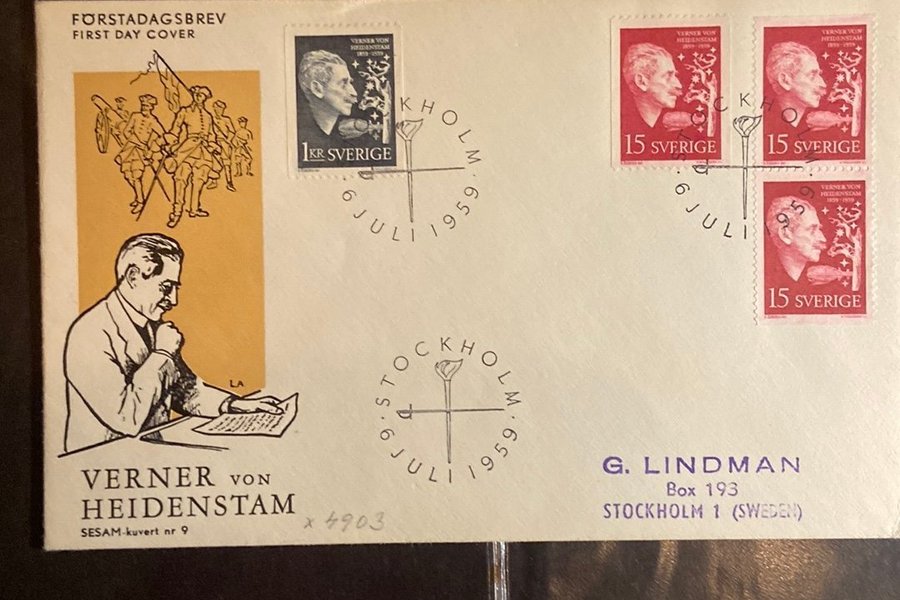 FÖRSTADAGSBREV
FIRST DAY COVER
VERNER VON
HEIDENSTAM
1859-1959
1 KR SVERIGE
VERNER VON
HEIDENSTAM
1859-1959
15 SVERIGE
VERNER VON
HEIDENSTAM
1859-1959
15 SVERIGE
VERNER VON
HEIDENSTAM
1859-1959
15 SVERIGE
STOCKHOLM
6 JULI 1959
STOCKHOLM
6 JULI 1959
STOCKHOLM
6 JULI 1959
LA
VERNER VON
HEIDENSTAM
SESAM-kuvert nr 9
x 4903
G. LINDMAN
Box 193
STOCKHOLM 1 (SWEDEN)